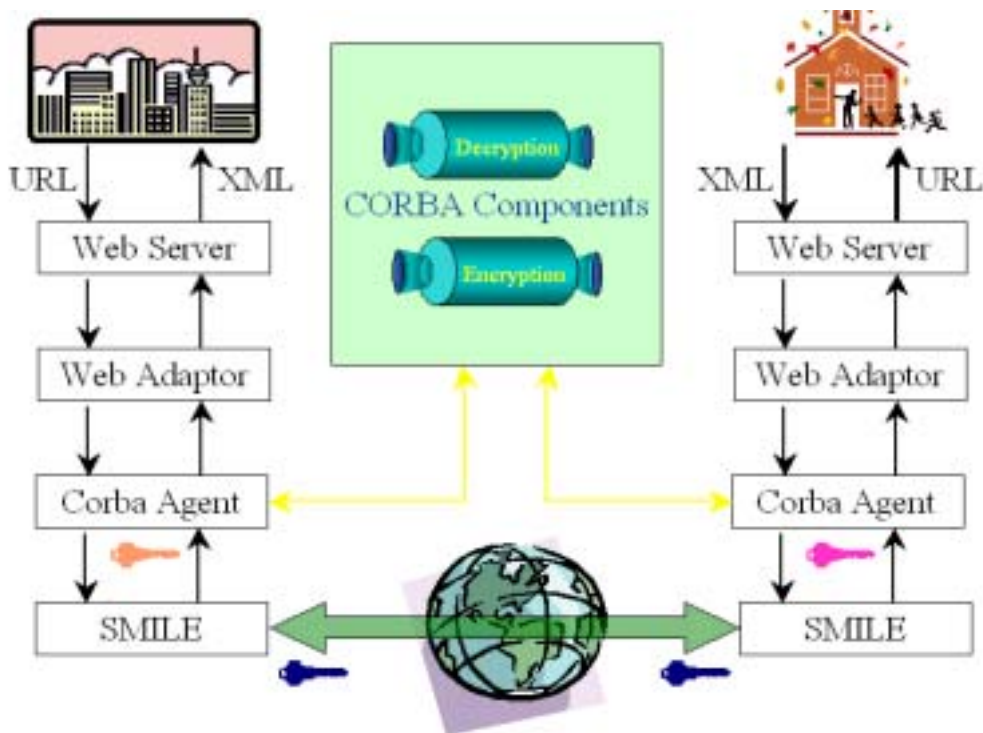 URL
XML
Web Server
Web Adaptor
Corba Agent
SMILE
Decryption
CORBA Components
Encryption
XML
URL
Web Server
Web Adaptor
Corba Agent
SMILE